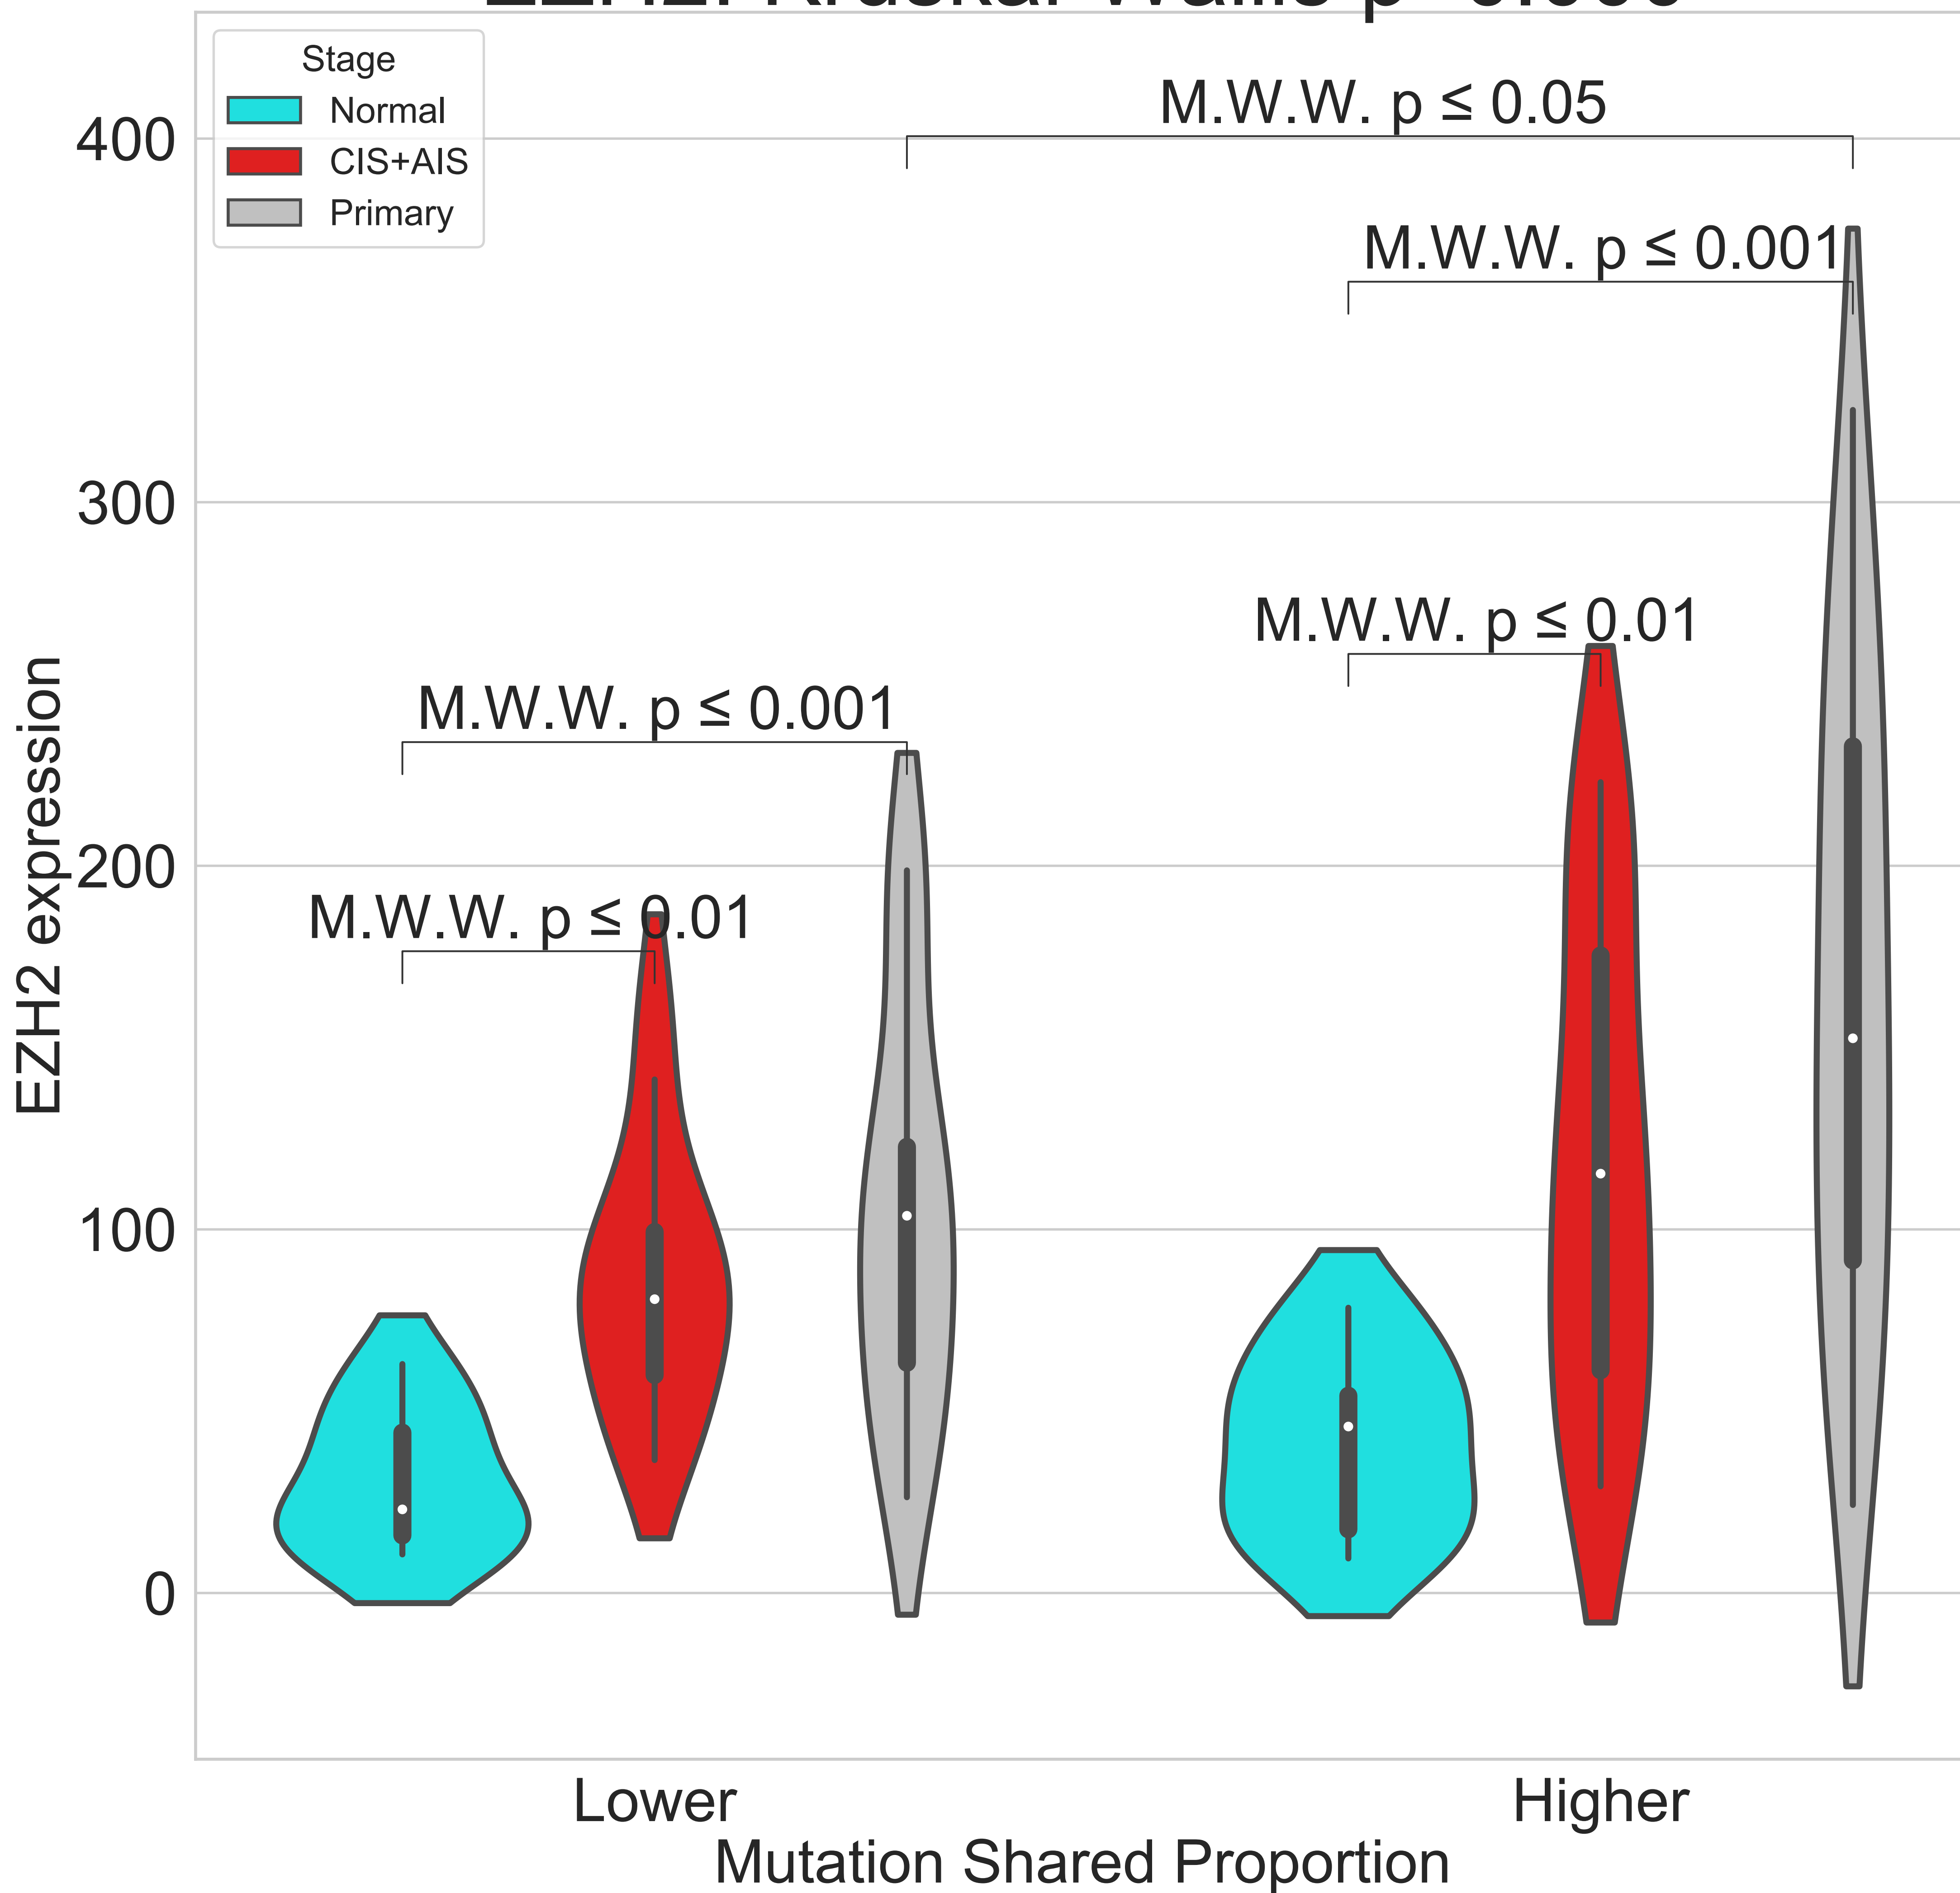 Stage
Normal
CIS+AIS
Primary
M.W.W. p ≤ 0.05
M.W.W. p ≤ 0.001
M.W.W. p ≤ 0.01
M.W.W. p ≤ 0.001
M.W.W. p ≤ 0.01
400
300
200
100
0
EZH2 expression
Lower
Higher
Mutation Shared Proportion